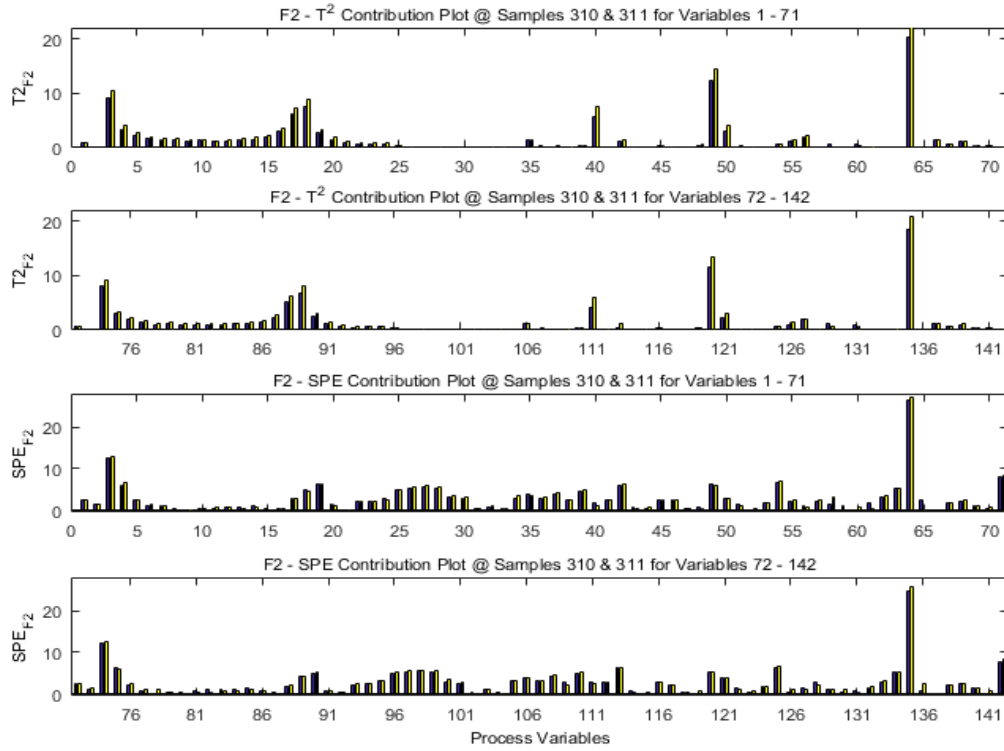 F2 - T² Contribution Plot @ Samples 310 & 311 for Variables 1 - 71
T2F2
20
10
0
0 5 10 15 20 25 30 35 40 45 50 55 60 65 70
F2 - T² Contribution Plot @ Samples 310 & 311 for Variables 72 - 142
T2F2
20
10
0
76 81 86 91 96 101 106 111 116 121 126 131 136 141
F2 - SPE Contribution Plot @ Samples 310 & 311 for Variables 1 - 71
SPEF2
20
10
0
0 5 10 15 20 25 30 35 40 45 50 55 60 65 70
F2 - SPE Contribution Plot @ Samples 310 & 311 for Variables 72 - 142
SPEF2
20
10
0
76 81 86 91 96 101 106 111 116 121 126 131 136 141
Process Variables